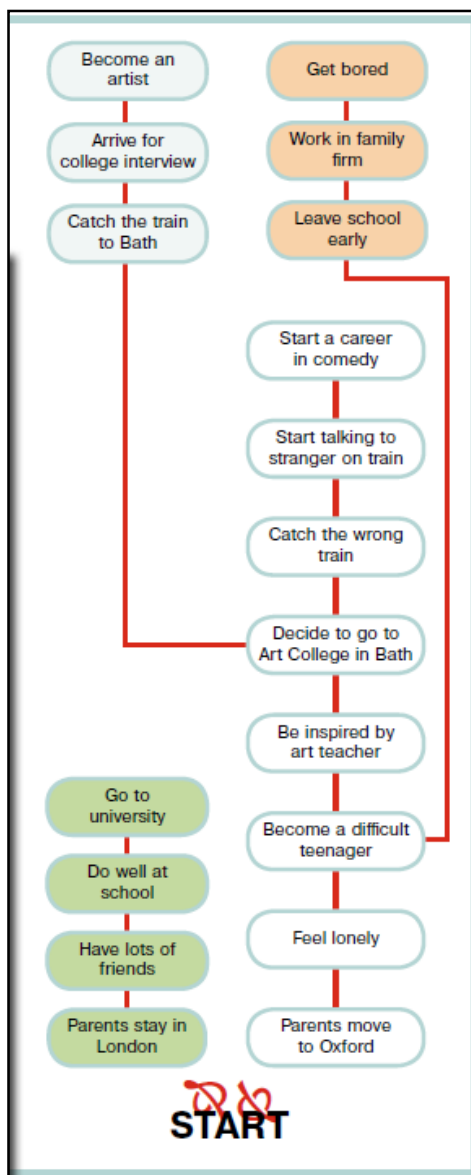 Become an
artist
Arrive for
college interview
Catch the train
to Bath
Get bored
Work in family
firm
Leave school
early
Start a career
in comedy
Start talking to
stranger on train
Catch the wrong
train
Decide to go to
Art College in Bath
Be inspired by
art teacher
Become a difficult
teenager
Feel lonely
Parents move
to Oxford
Go to
university
Do well at
school
Have lots of
friends
Parents stay in
London
START